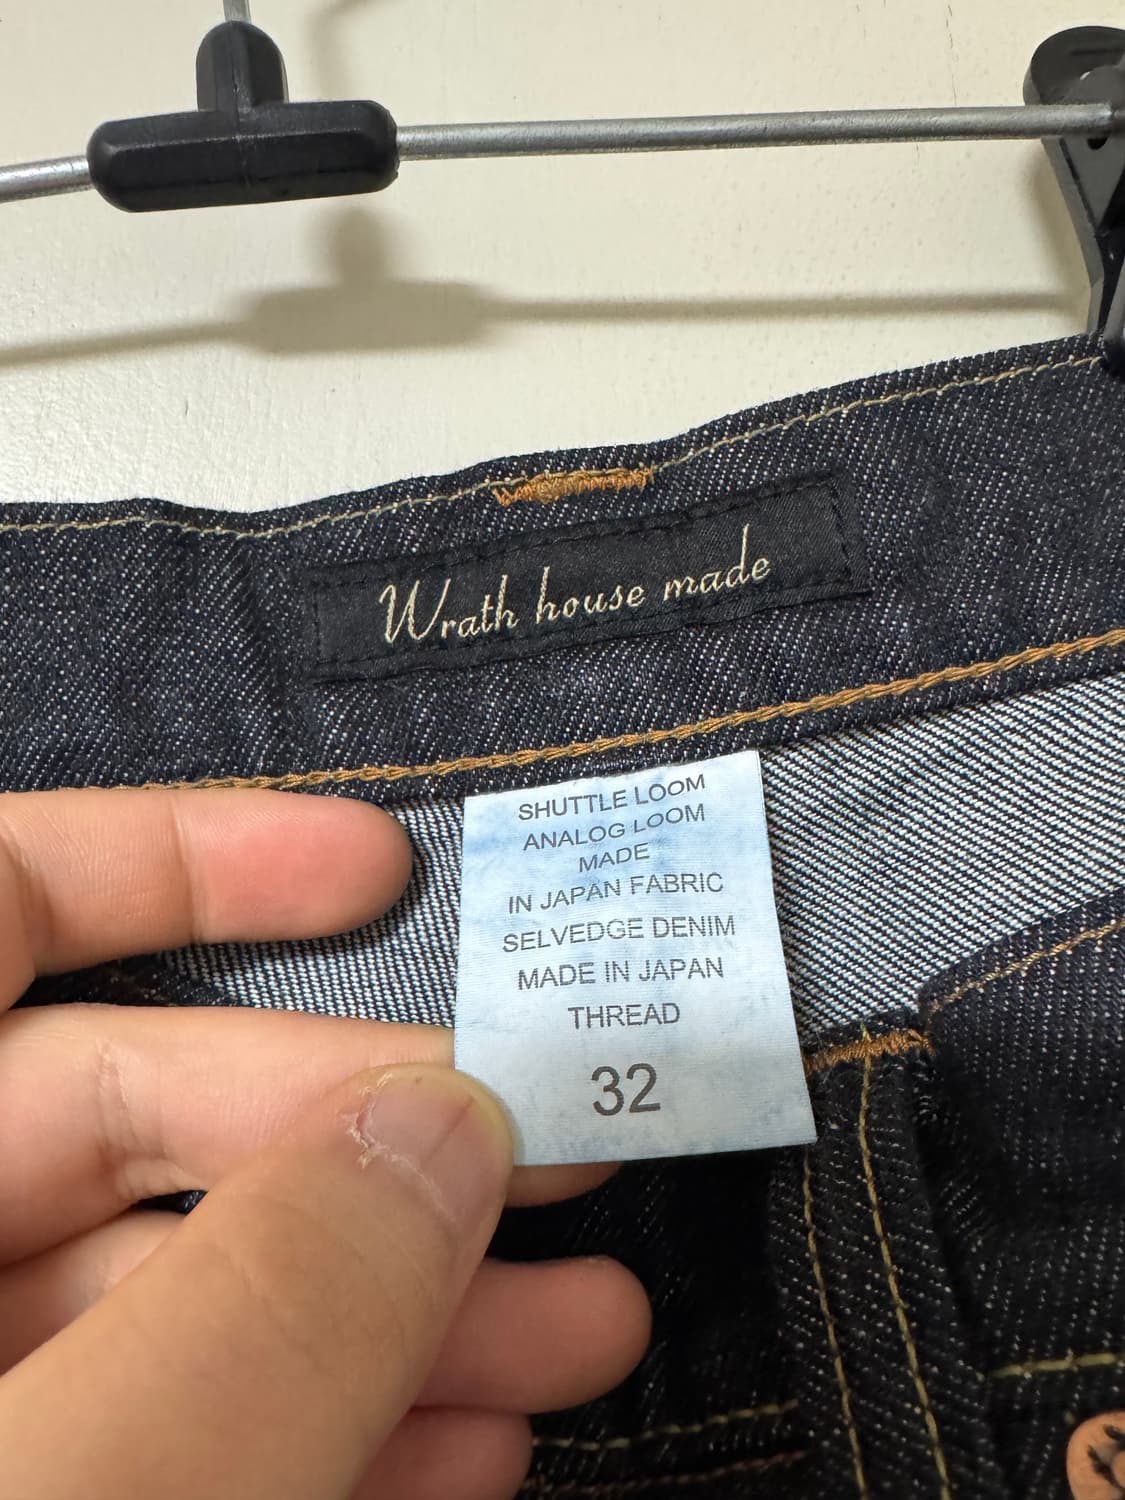 Wrath house made
SHUTTLE LOOM
ANALOG LOOM
MADE
IN JAPAN FABRIC
SELVEDGE DENIM
MADE IN JAPAN
THREAD
32